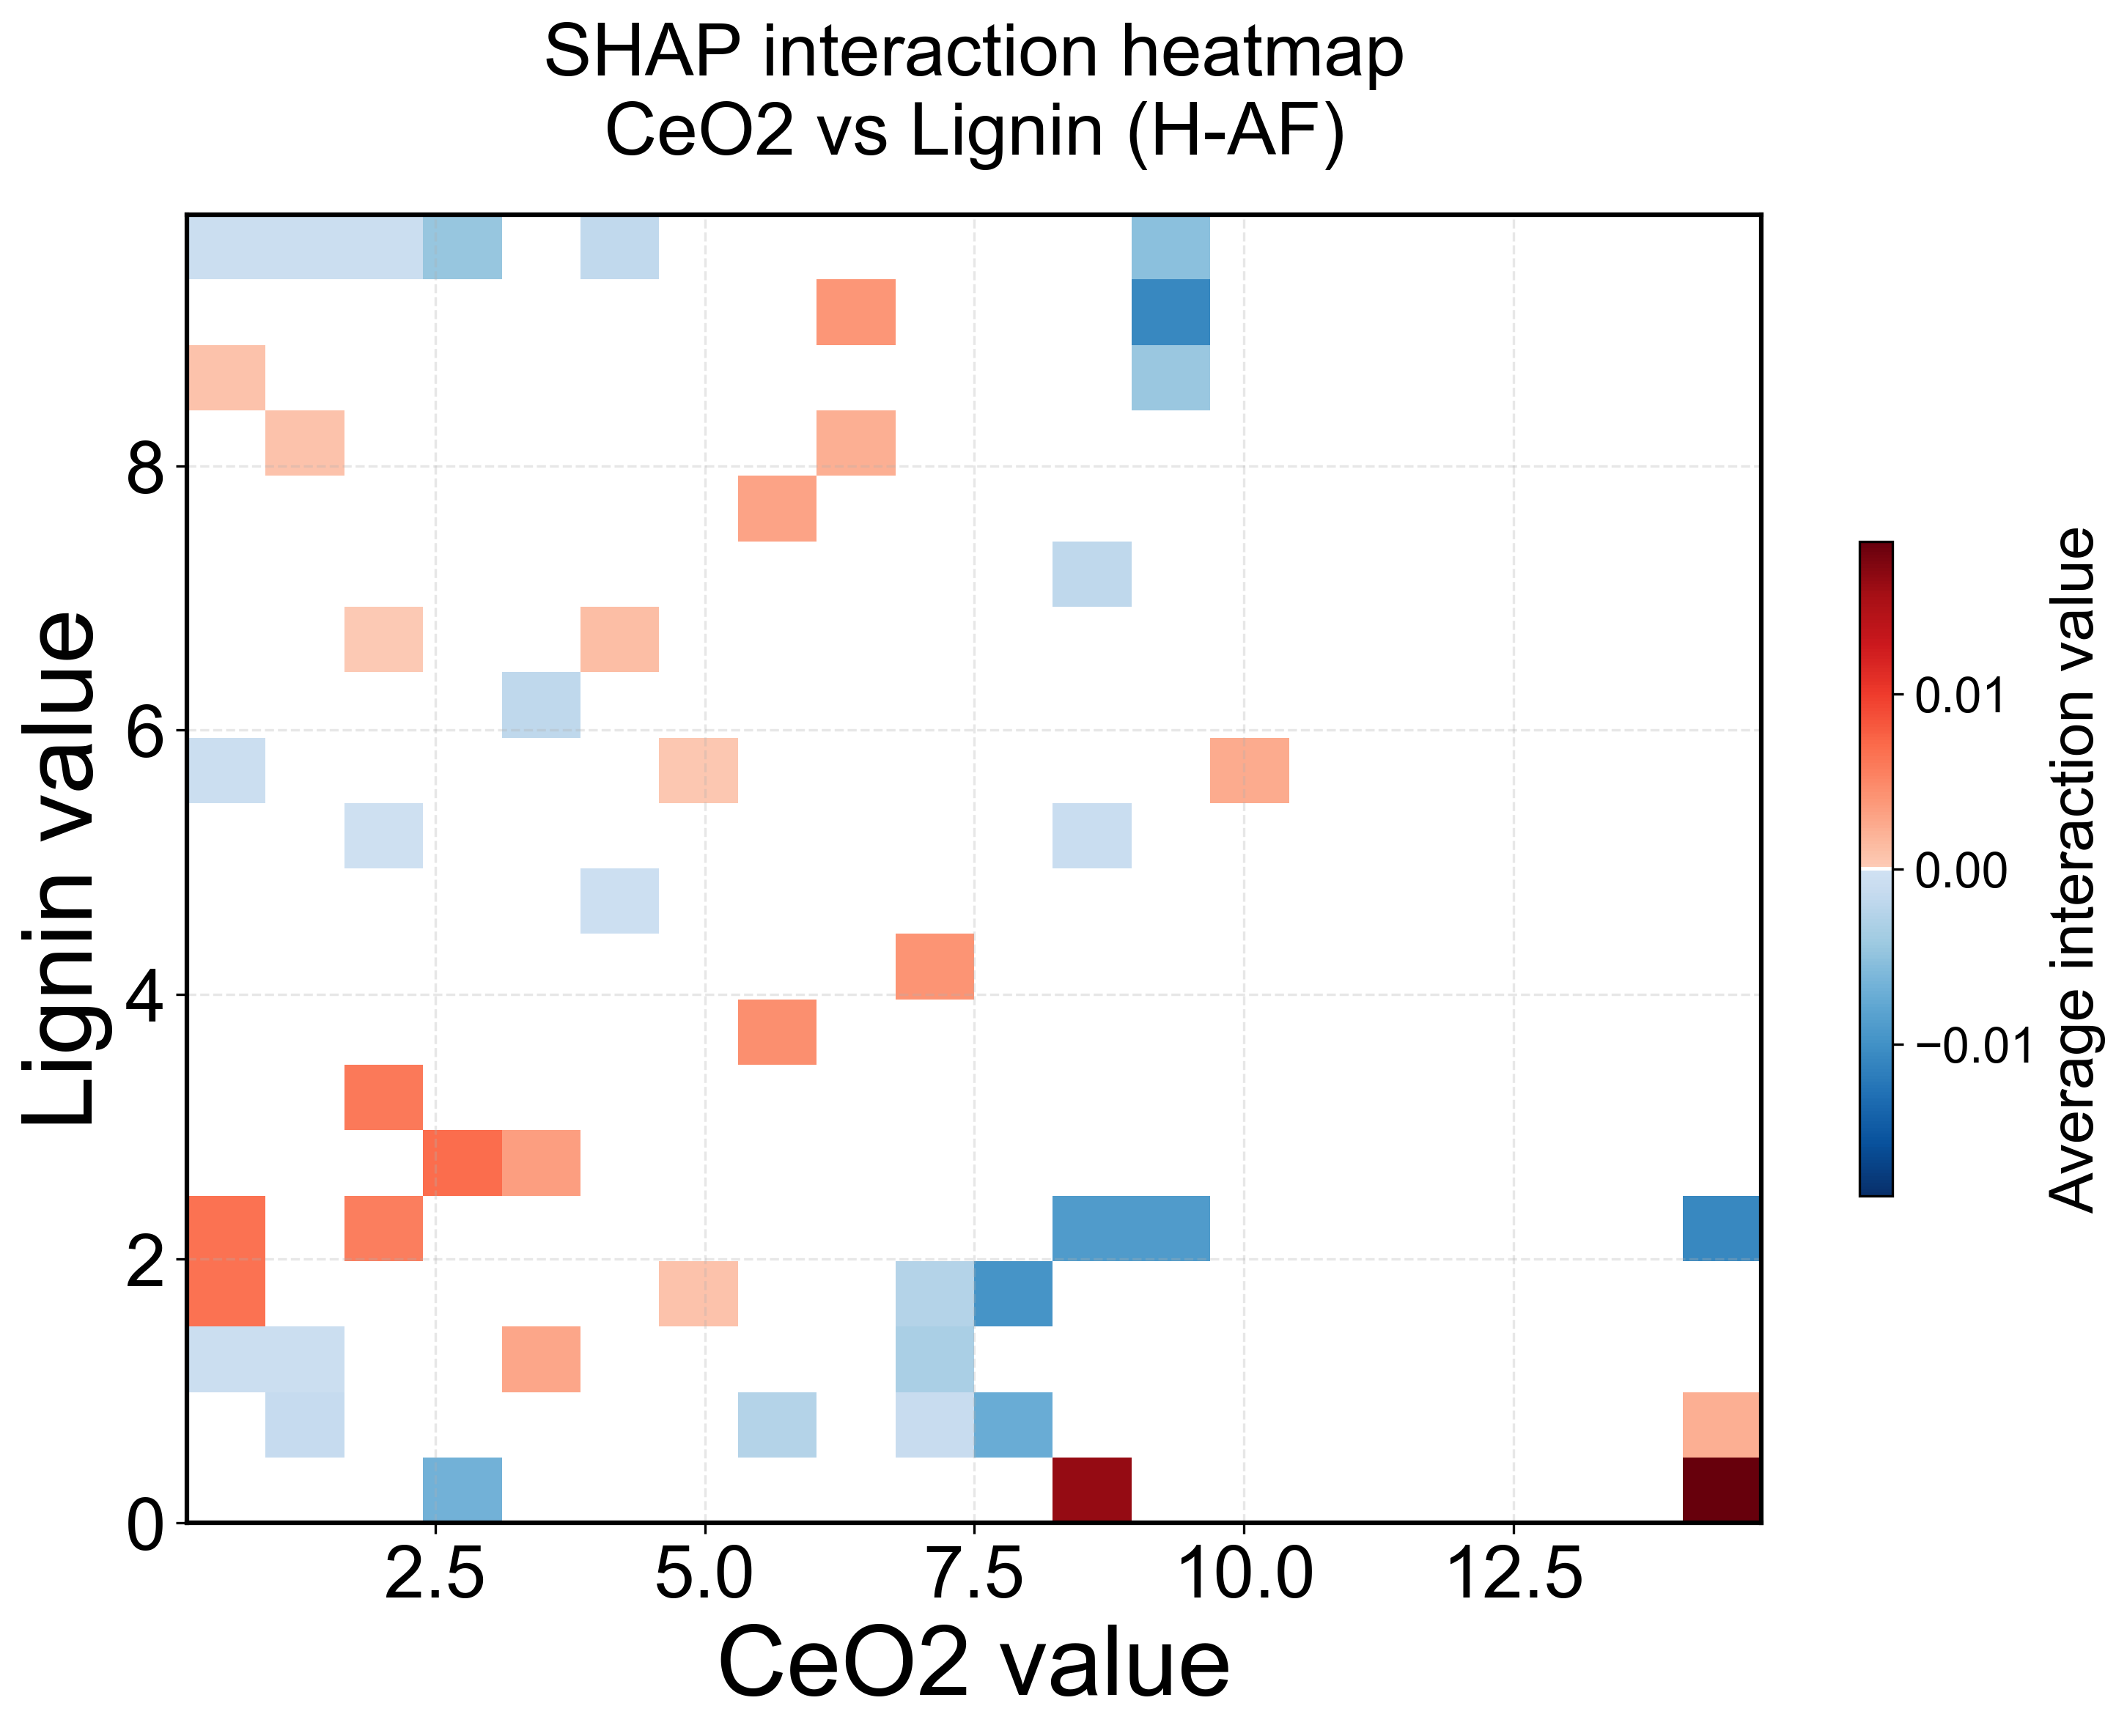 SHAP interaction heatmap
CeO2 vs Lignin (H-AF)
Lignin value
8
6
4
2
0
2.5
5.0
7.5
10.0
12.5
CeO2 value
0.01
0.00
−0.01
Average interaction value